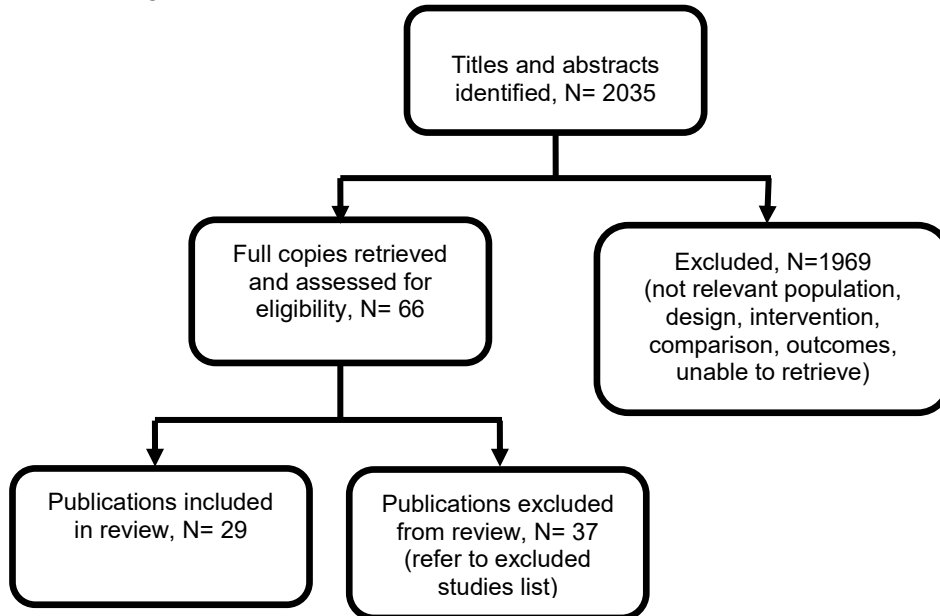 Titles and abstracts
identified, N= 2035
Full copies retrieved
and assessed for
eligibility, N= 66
Excluded, N=1969
(not relevant population,
design, intervention,
comparison, outcomes,
unable to retrieve)
Publications included
in review, N= 29
Publications excluded
from review, N= 37
(refer to excluded
studies list)